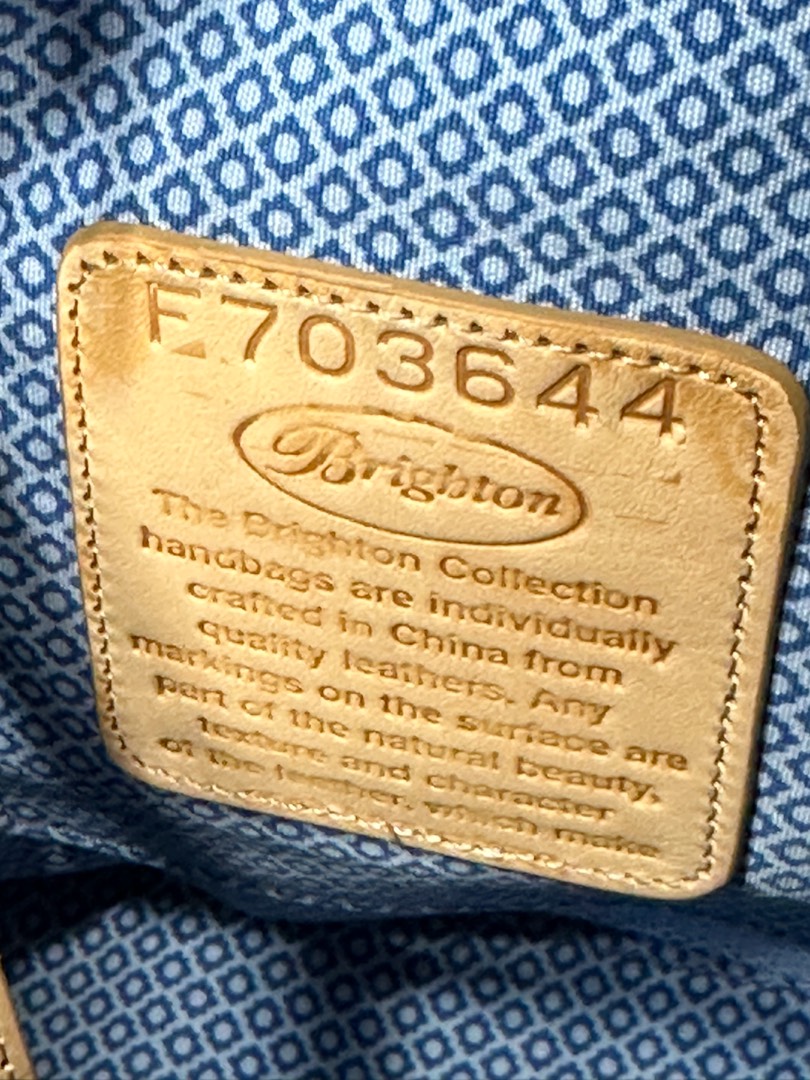 F703644
Brighton
The Brighton Collection
handbags are individually
crafted in China from
quality leathers. Any
markings on the surface are
part of the natural beauty,
texture and character
of the leather, which make